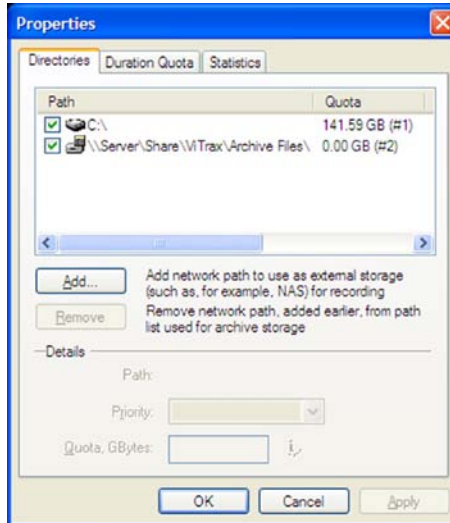 Properties
Directories Duration Quota Statistics
Path Quota
C:\ 141.59 GB (#1)
\\Server\Share\ViTrax\Archive Files\ 0.00 GB (#2)
Add... Add network path to use as external storage
(such as, for example, NAS) for recording
Remove Remove network path, added earlier, from path
list used for archive storage
Details
Path:
Priority:
Quota, GBytes: i
OK Cancel Apply